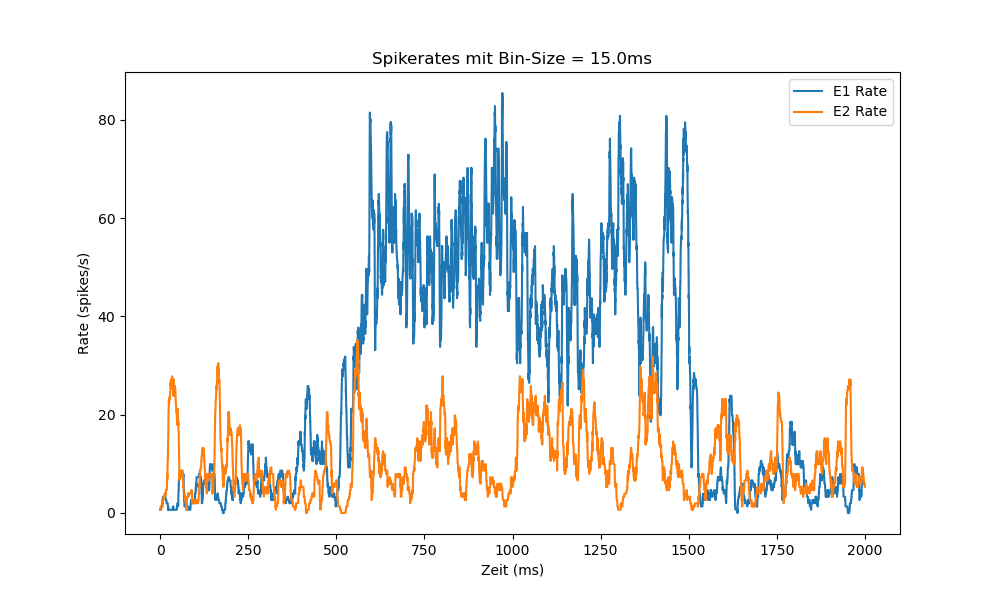 Spikerates mit Bin-Size = 15.0ms
E1 Rate
E2 Rate
80
60
40
20
0
Rate (spikes/s)
0 250 500 750 1000 1250 1500 1750 2000
Zeit (ms)